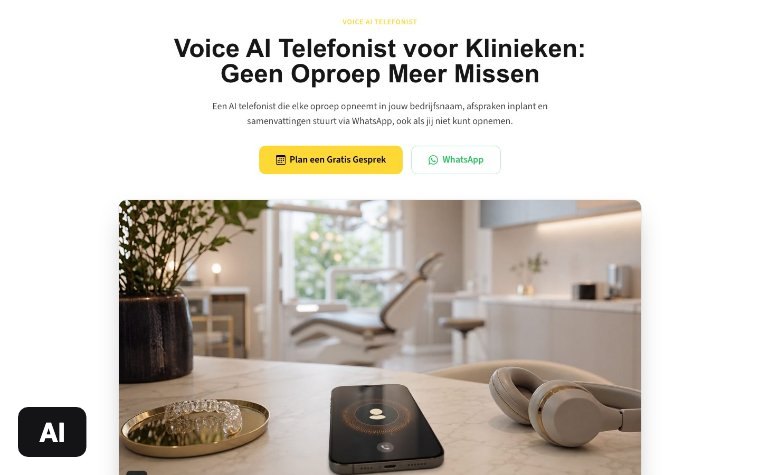 VOICE AI TELEFONIST
Voice AI Telefonist voor Klinieken:
Geen Oproep Meer Missen
Een AI telefonist die elke oproep opneemt in jouw bedrijfsnaam, afspraken inplant en
samenvattingen stuurt via WhatsApp, ook als jij niet kunt opnemen.
Plan een Gratis Gesprek
WhatsApp
AI